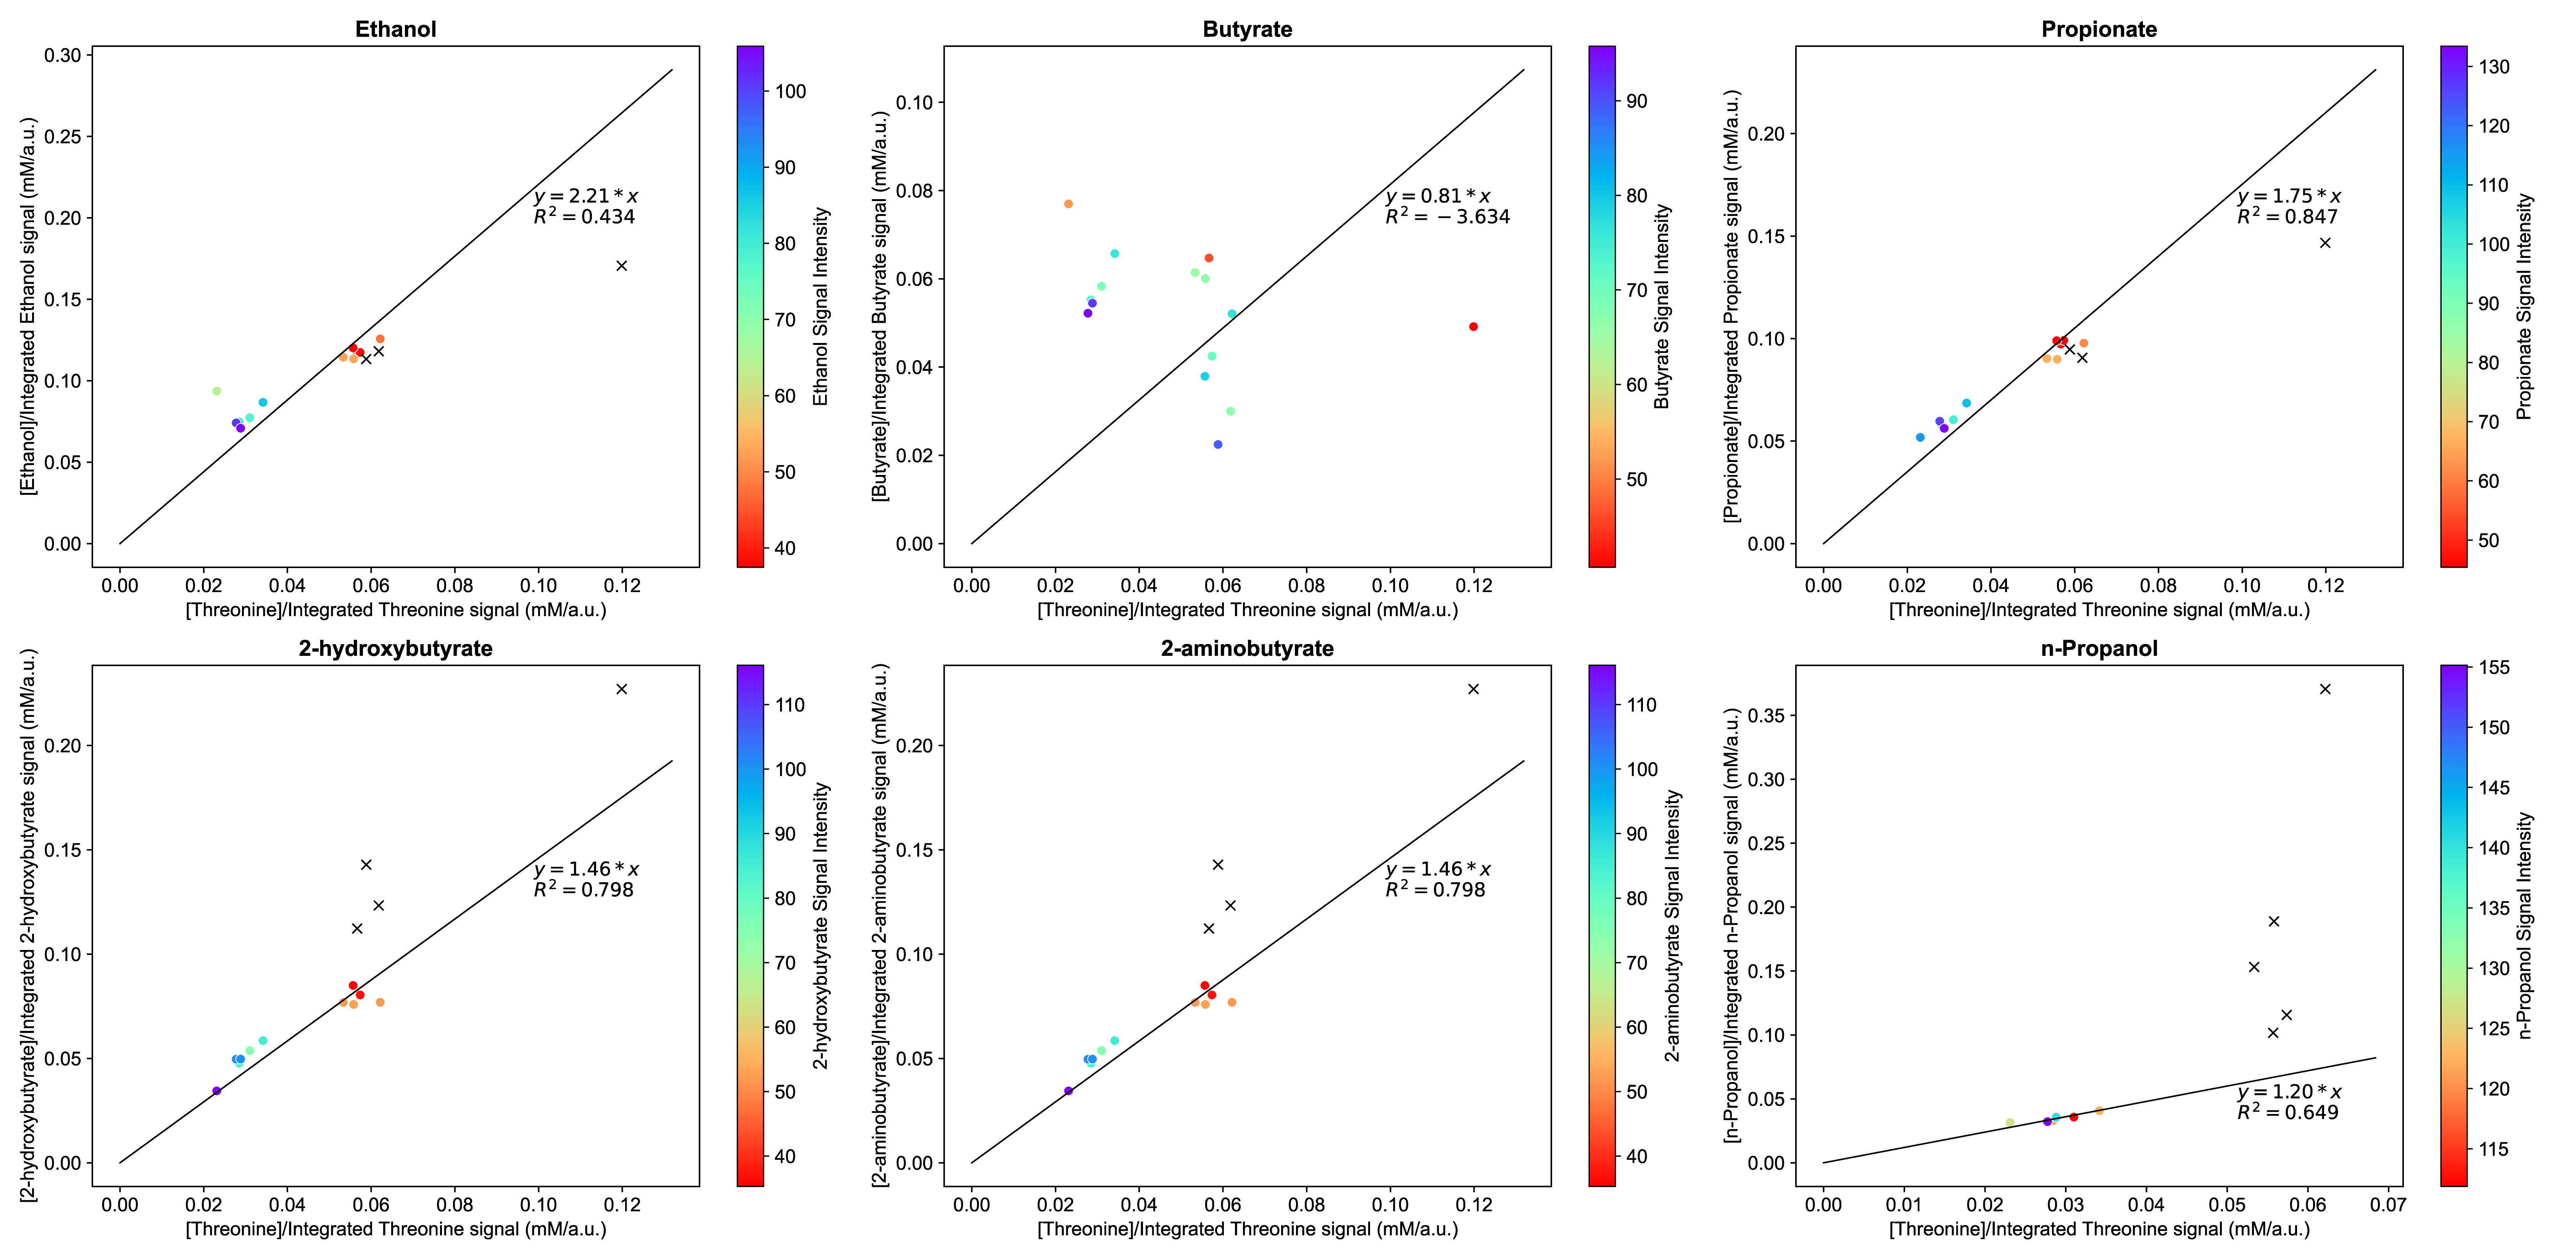 Ethanol
[Ethanol]/Integrated Ethanol signal (mM/a.u.)
0.30
0.25
0.20
0.15
0.10
0.05
0.00
y = 2.21 * x
R² = 0.434
0.00 0.02 0.04 0.06 0.08 0.10 0.12
[Threonine]/Integrated Threonine signal (mM/a.u.)
100
90
80
70
60
50
40
Ethanol Signal Intensity
Butyrate
[Butyrate]/Integrated Butyrate signal (mM/a.u.)
0.10
0.08
0.06
0.04
0.02
0.00
y = 0.81 * x
R² = −3.634
0.00 0.02 0.04 0.06 0.08 0.10 0.12
[Threonine]/Integrated Threonine signal (mM/a.u.)
90
80
70
60
50
Butyrate Signal Intensity
Propionate
[Propionate]/Integrated Propionate signal (mM/a.u.)
0.20
0.15
0.10
0.05
0.00
y = 1.75 * x
R² = 0.847
0.00 0.02 0.04 0.06 0.08 0.10 0.12
[Threonine]/Integrated Threonine signal (mM/a.u.)
130
120
110
100
90
80
70
60
50
Propionate Signal Intensity
2-hydroxybutyrate
[2-hydroxybutyrate]/Integrated 2-hydroxybutyrate signal (mM/a.u.)
0.20
0.15
0.10
0.05
0.00
y = 1.46 * x
R² = 0.798
0.00 0.02 0.04 0.06 0.08 0.10 0.12
[Threonine]/Integrated Threonine signal (mM/a.u.)
110
100
90
80
70
60
50
40
2-hydroxybutyrate Signal Intensity
2-aminobutyrate
[2-aminobutyrate]/Integrated 2-aminobutyrate signal (mM/a.u.)
0.20
0.15
0.10
0.05
0.00
y = 1.46 * x
R² = 0.798
0.00 0.02 0.04 0.06 0.08 0.10 0.12
[Threonine]/Integrated Threonine signal (mM/a.u.)
110
100
90
80
70
60
50
40
2-aminobutyrate Signal Intensity
n-Propanol
[n-Propanol]/Integrated n-Propanol signal (mM/a.u.)
0.35
0.30
0.25
0.20
0.15
0.10
0.05
0.00
y = 1.20 * x
R² = 0.649
0.00 0.01 0.02 0.03 0.04 0.05 0.06 0.07
[Threonine]/Integrated Threonine signal (mM/a.u.)
155
150
145
140
135
130
125
120
115
n-Propanol Signal Intensity